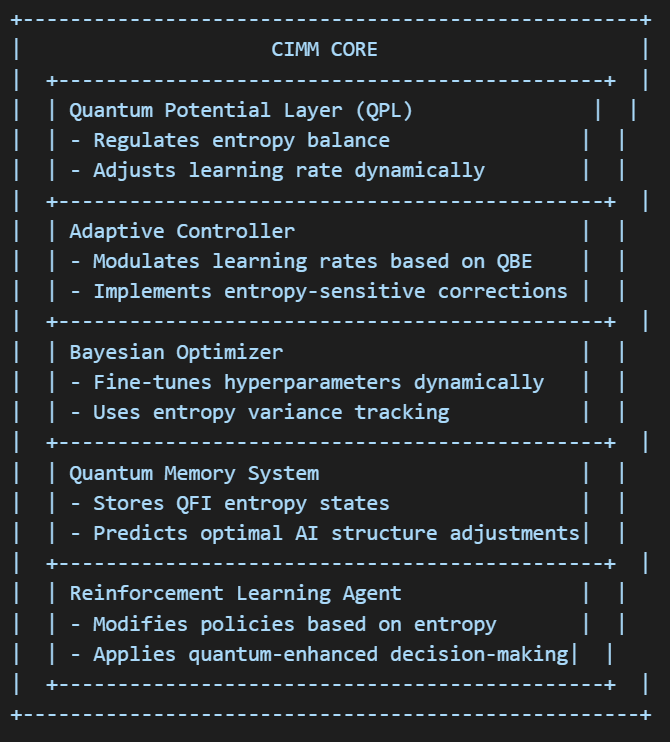 +----------------------------------------------------+
|                     CIMM CORE                      |
|  +----------------------------------------------+  |
|  | Quantum Potential Layer (QPL)               |  |
|  | - Regulates entropy balance                |  |
|  | - Adjusts learning rate dynamically        |  |
|  +----------------------------------------------+  |
|  | Adaptive Controller                        |  |
|  | - Modulates learning rates based on QBE    |  |
|  | - Implements entropy-sensitive corrections |  |
|  +----------------------------------------------+  |
|  | Bayesian Optimizer                         |  |
|  | - Fine-tunes hyperparameters dynamically   |  |
|  | - Uses entropy variance tracking           |  |
|  +----------------------------------------------+  |
|  | Quantum Memory System                      |  |
|  | - Stores QFI entropy states                |  |
|  | - Predicts optimal AI structure adjustments|  |
|  +----------------------------------------------+  |
|  | Reinforcement Learning Agent               |  |
|  | - Modifies policies based on entropy       |  |
|  | - Applies quantum-enhanced decision-making|  |
|  +----------------------------------------------+  |
+----------------------------------------------------+